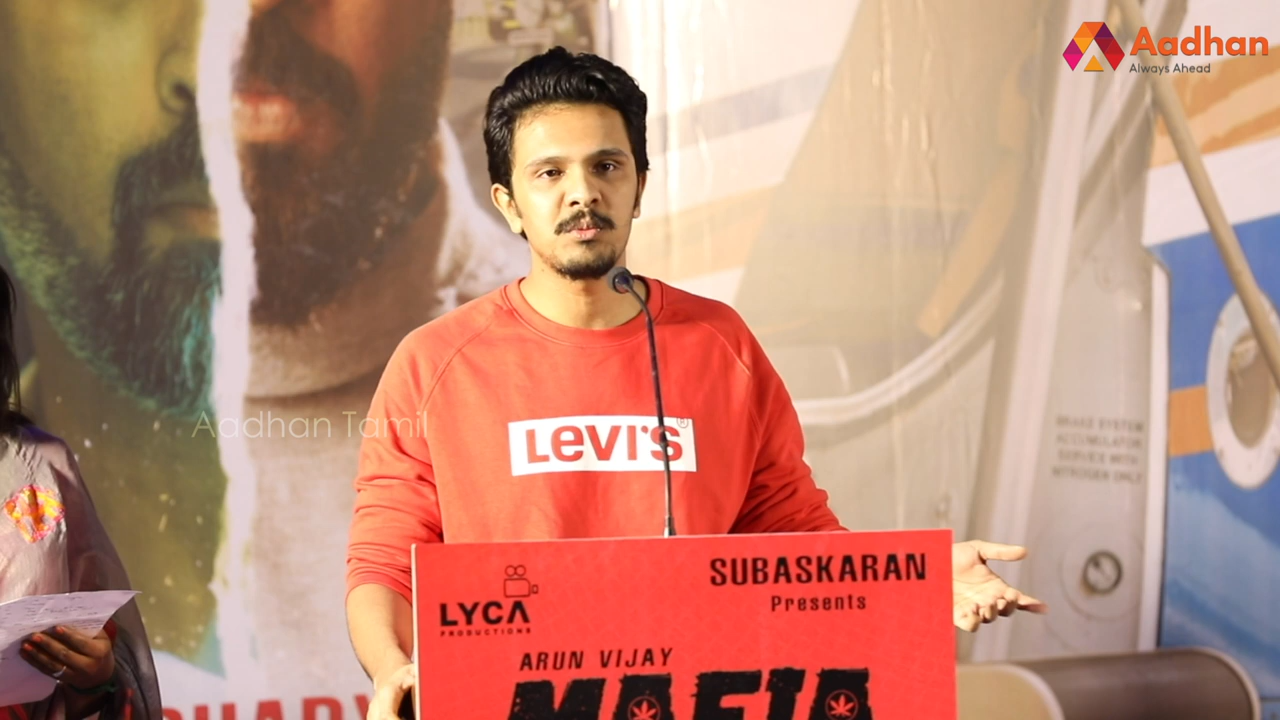 Aadhan
Always Ahead
Aadhan Tamil
BRAKE SYSTEM
ACCUMULATOR
SERVICE WITH
NITROGEN ONLY
LEVI'S®
LYCA
PRODUCTIONS
SUBASKARAN
Presents
ARUN VIJAY
MAFIA